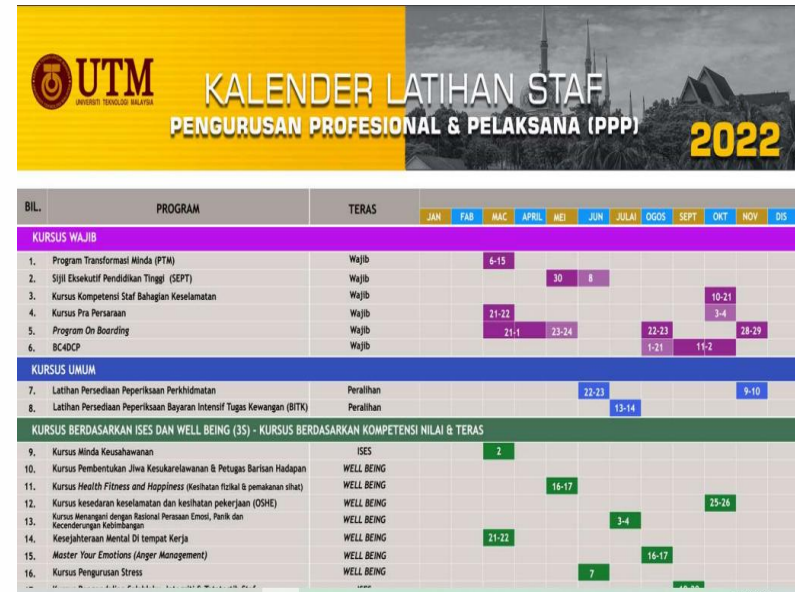 UTM
UNIVERSITI TEKNOLOGI MALAYSIA
KALENDER LATIHAN STAF
PENGURUSAN PROFESIONAL & PELAKSANA (PPP)
2022
BIL. PROGRAM TERAS JAN FAB MAC APRIL MEI JUN JULAI OGOS SEPT OKT NOV DIS
KURSUS WAJIB
1. Program Transformasi Minda (PTM) Wajib 6-15
2. Sijil Eksekutif Pendidikan Tinggi (SEPT) Wajib 30 8
3. Kursus Kompetensi Staf Bahagian Keselamatan Wajib 10-21
4. Kursus Pra Persaraan Wajib 21-22 3-4
5. Program On Boarding Wajib 21-1 23-24 22-23 28-29
6. BC4DCP Wajib 1-21 11-2
KURSUS UMUM
7. Latihan Persediaan Peperiksaan Perkhidmatan Peralihan 22-23 9-10
8. Latihan Persediaan Peperiksaan Bayaran Intensif Tugas Kewangan (BITK) Peralihan 13-14
KURSUS BERDASARKAN ISES DAN WELL BEING (3S) - KURSUS BERDASARKAN KOMPETENSI NILAI & TERAS
9. Kursus Minda Keusahawanan ISES 2
10. Kursus Pembentukan Jiwa Kesukarelawanan & Petugas Barisan Hadapan WELL BEING
11. Kursus Health Fitness and Happiness (Kesihatan fizikal & pemakanan sihat) WELL BEING 16-17
12. Kursus kesedaran keselamatan dan kesihatan pekerjaan (OSHE) WELL BEING 25-26
13. Kursus Menangani dengan Rasional Perasaan Emosi, Panik dan
Kecenderungan Kebimbangan WELL BEING 3-4
14. Kesejahteraan Mental Di tempat Kerja WELL BEING 21-22
15. Master Your Emotions (Anger Management) WELL BEING 16-17
16. Kursus Pengurusan Stress WELL BEING 7